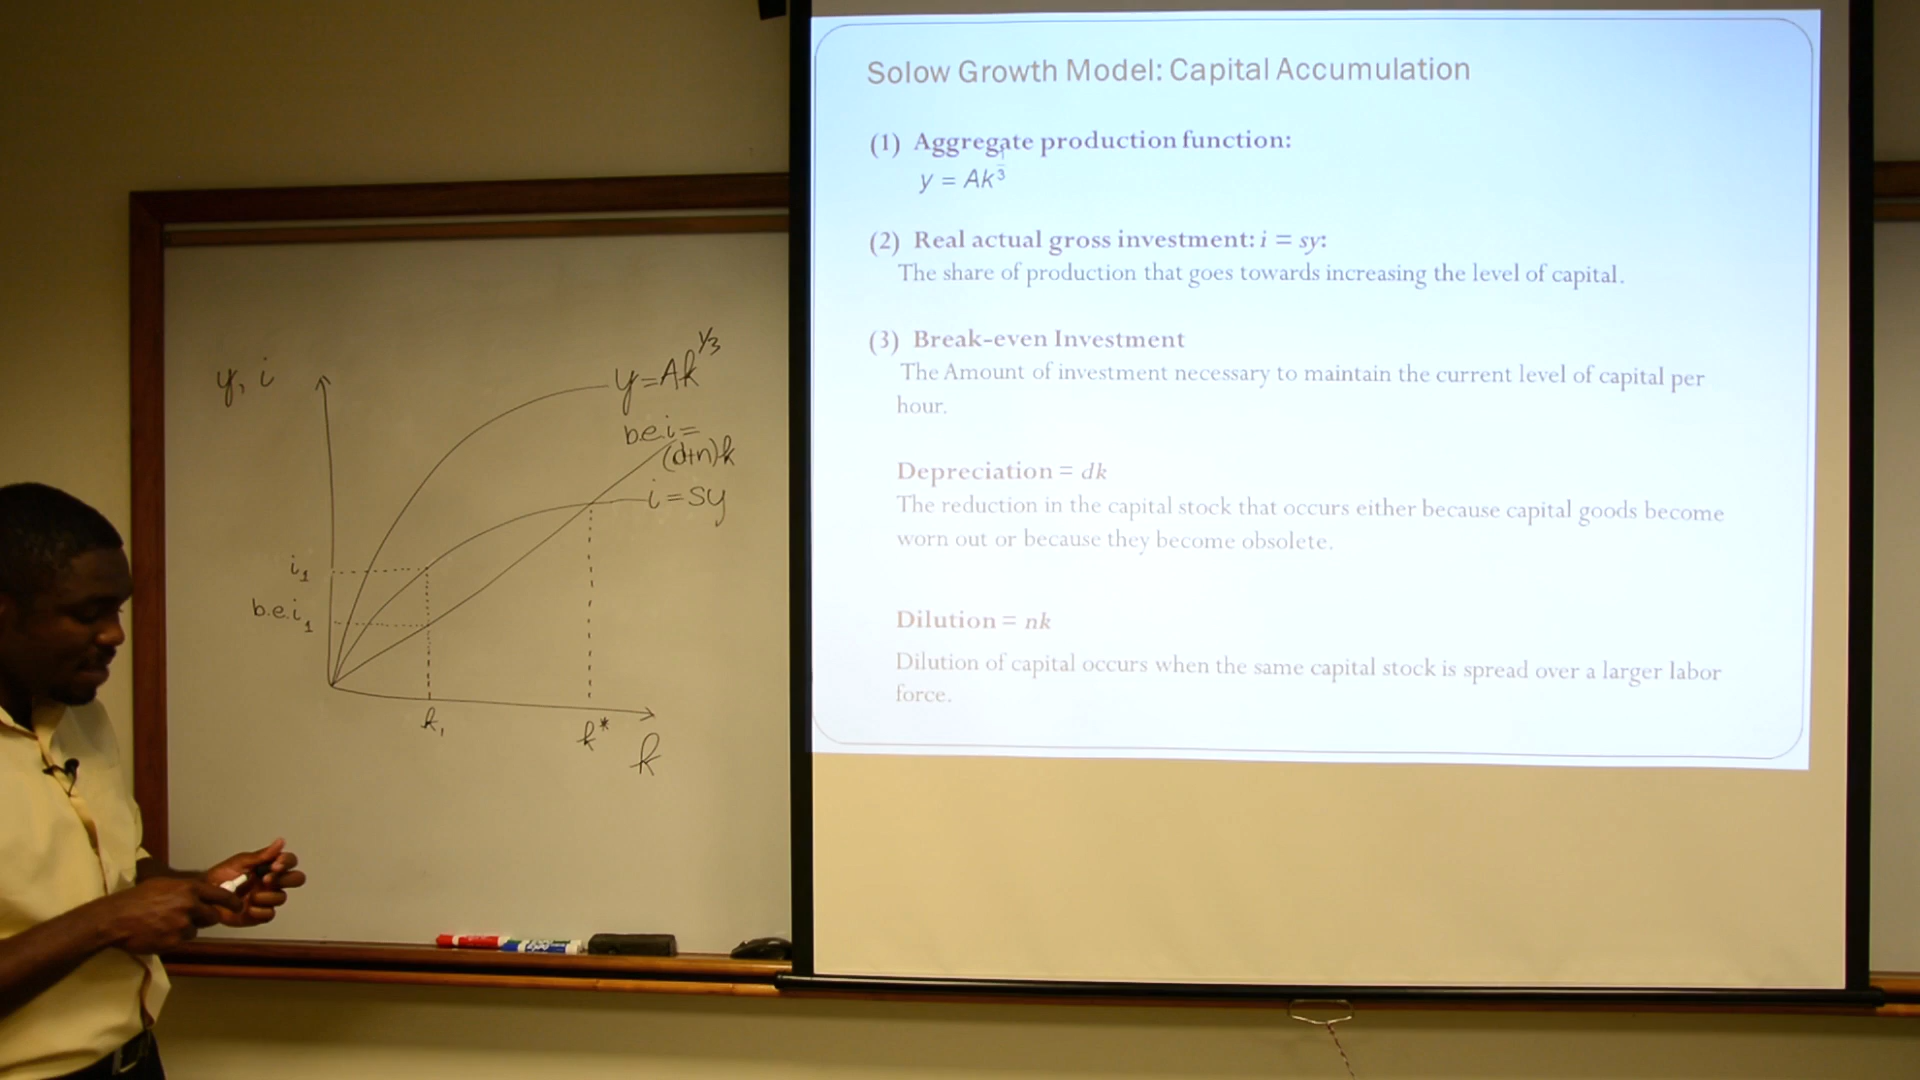 y, i
y=Ak^1/3
b.e.i=
(d+n)k
i=sy
i₁
b.e.i₁
k₁
k*
k
Solow Growth Model: Capital Accumulation
(1) Aggregate production function:
y = Ak^1/3
(2) Real actual gross investment: i = sy:
The share of production that goes towards increasing the level of capital.
(3) Break-even Investment
The Amount of investment necessary to maintain the current level of capital per
hour.
Depreciation = dk
The reduction in the capital stock that occurs either because capital goods become
worn out or because they become obsolete.
Dilution = nk
Dilution of capital occurs when the same capital stock is spread over a larger labor
force.